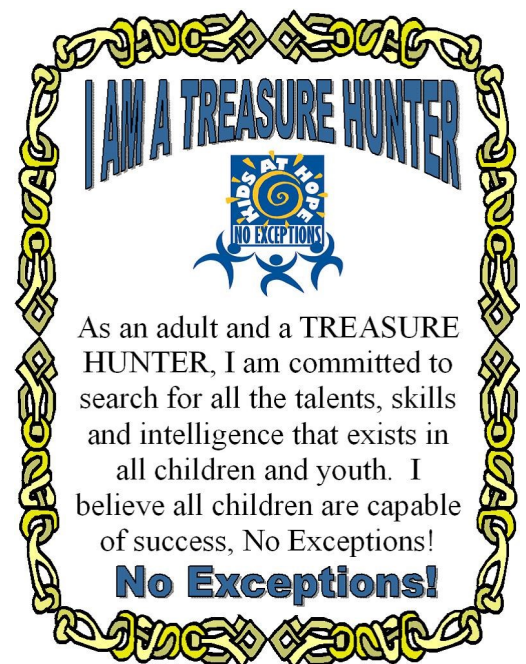 I AM A TREASURE HUNTER
KIDS AT HOPE
NO EXCEPTIONS
As an adult and a TREASURE
HUNTER, I am committed to
search for all the talents, skills
and intelligence that exists in
all children and youth.  I
believe all children are capable
of success, No Exceptions!
No Exceptions!